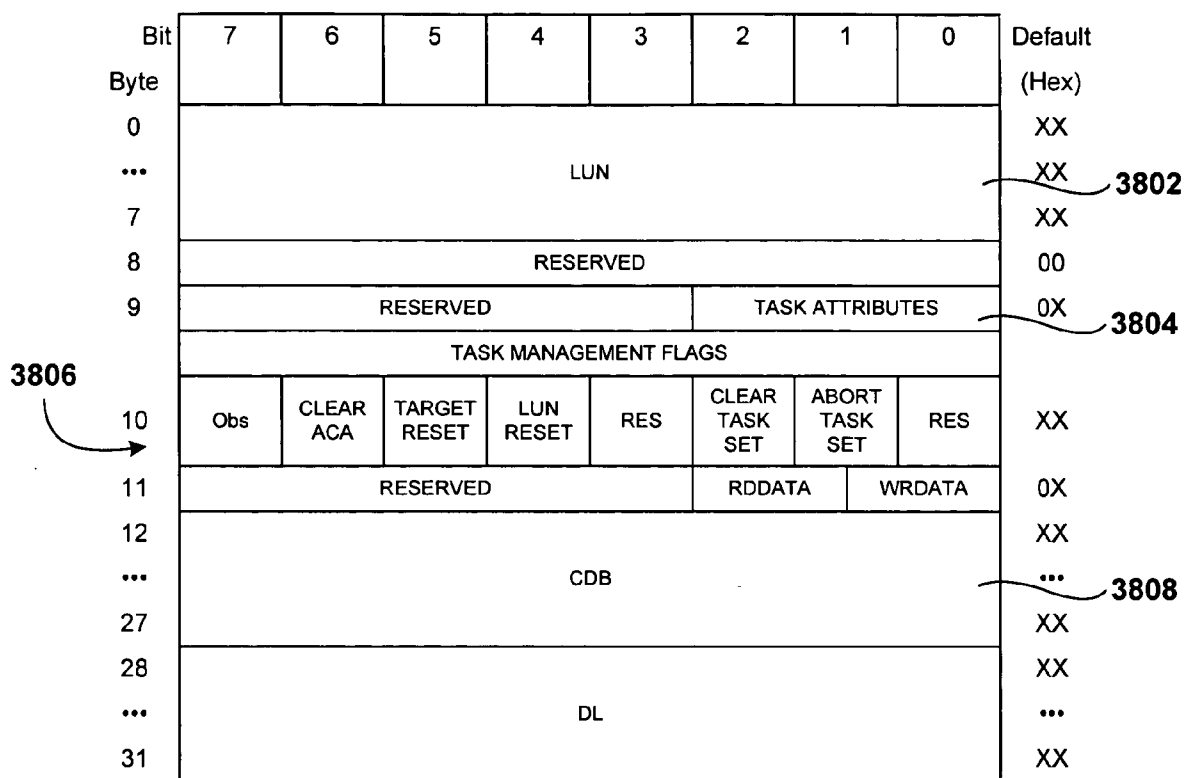 Bit 7 6 5 4 3 2 1 0 Default
Byte (Hex)
0 XX
••• LUN XX 3802
7 XX
8 RESERVED 00
9 RESERVED TASK ATTRIBUTES 0X 3804
TASK MANAGEMENT FLAGS
3806
10 Obs CLEAR ACA TARGET RESET LUN RESET RES CLEAR TASK SET ABORT TASK SET RES XX
11 RESERVED RDDATA WRDATA 0X
12 XX
••• CDB ••• 3808
27 XX
28 XX
••• DL •••
31 XX